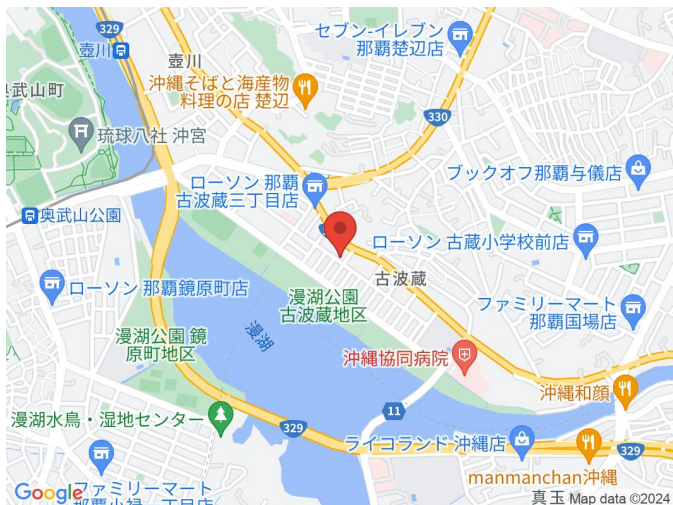 セブン-イレブン
那覇楚辺店
329
壺川
壺川
沖縄そばと海産物
料理の店 楚辺
奥武山町
琉球八社 沖宮
330
ブックオフ那覇与儀店
ローソン 那覇
古波蔵三丁目店
奥武山公園
ローソン 古蔵小学校前店
古波蔵
ローソン 那覇鏡原町店
漫湖公園
古波蔵地区
ファミリーマート
那覇国場店
漫湖公園 鏡
原町地区
漫湖
沖縄協同病院
沖縄和顔
11
漫湖水鳥・湿地センター
329
ライコランド 沖縄店
329
manmanchan沖縄
ファミリーマート
Google
真玉
Map data ©2024